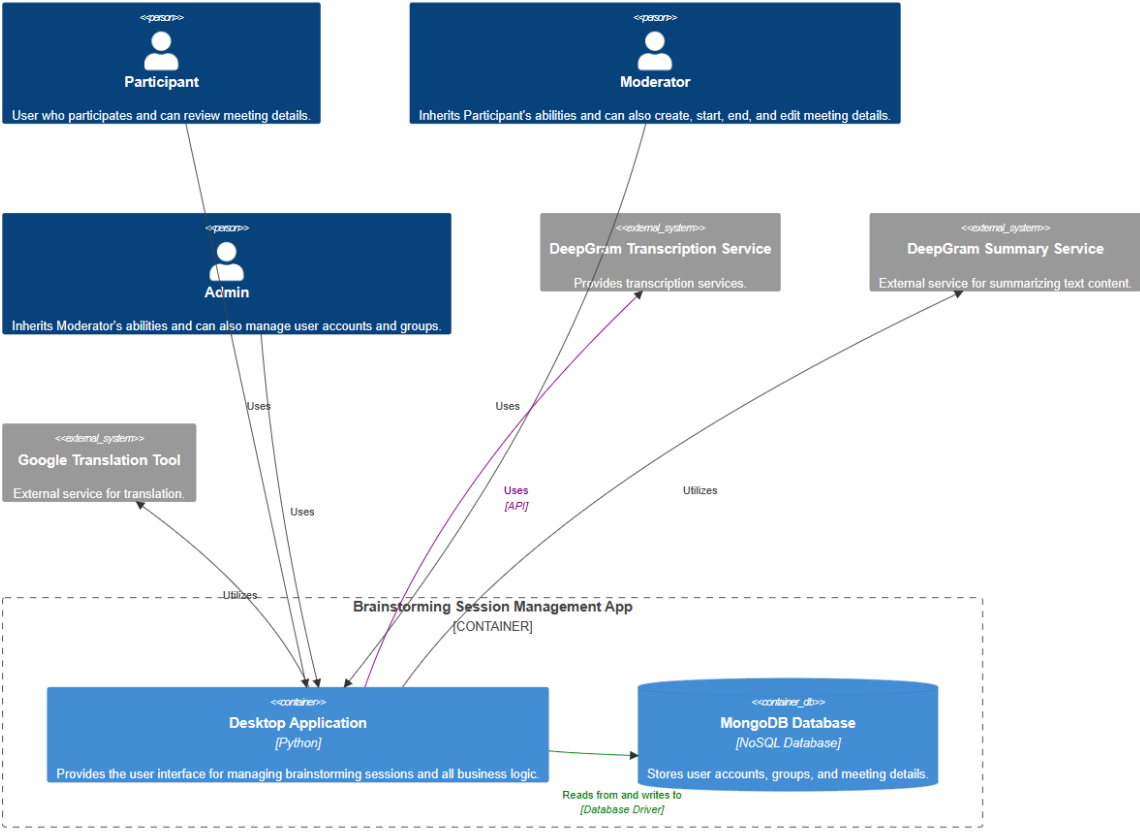 <<person>>
Participant
User who participates and can review meeting details.
<<person>>
Moderator
Inherits Participant's abilities and can also create, start, end, and edit meeting details.
<<person>>
Admin
Inherits Moderator's abilities and can also manage user accounts and groups.
<<external_system>>
DeepGram Transcription Service
Provides transcription services.
<<external_system>>
DeepGram Summary Service
External service for summarizing text content.
Uses
Uses
<<external_system>>
Google Translation Tool
External service for translation.
Uses
[API]
Utilizes
Uses
Utilizes
Brainstorming Session Management App
[CONTAINER]
<<container>>
Desktop Application
[Python]
Provides the user interface for managing brainstorming sessions and all business logic.
<<container_db>>
MongoDB Database
[NoSQL Database]
Stores user accounts, groups, and meeting details.
Reads from and writes to
[Database Driver]